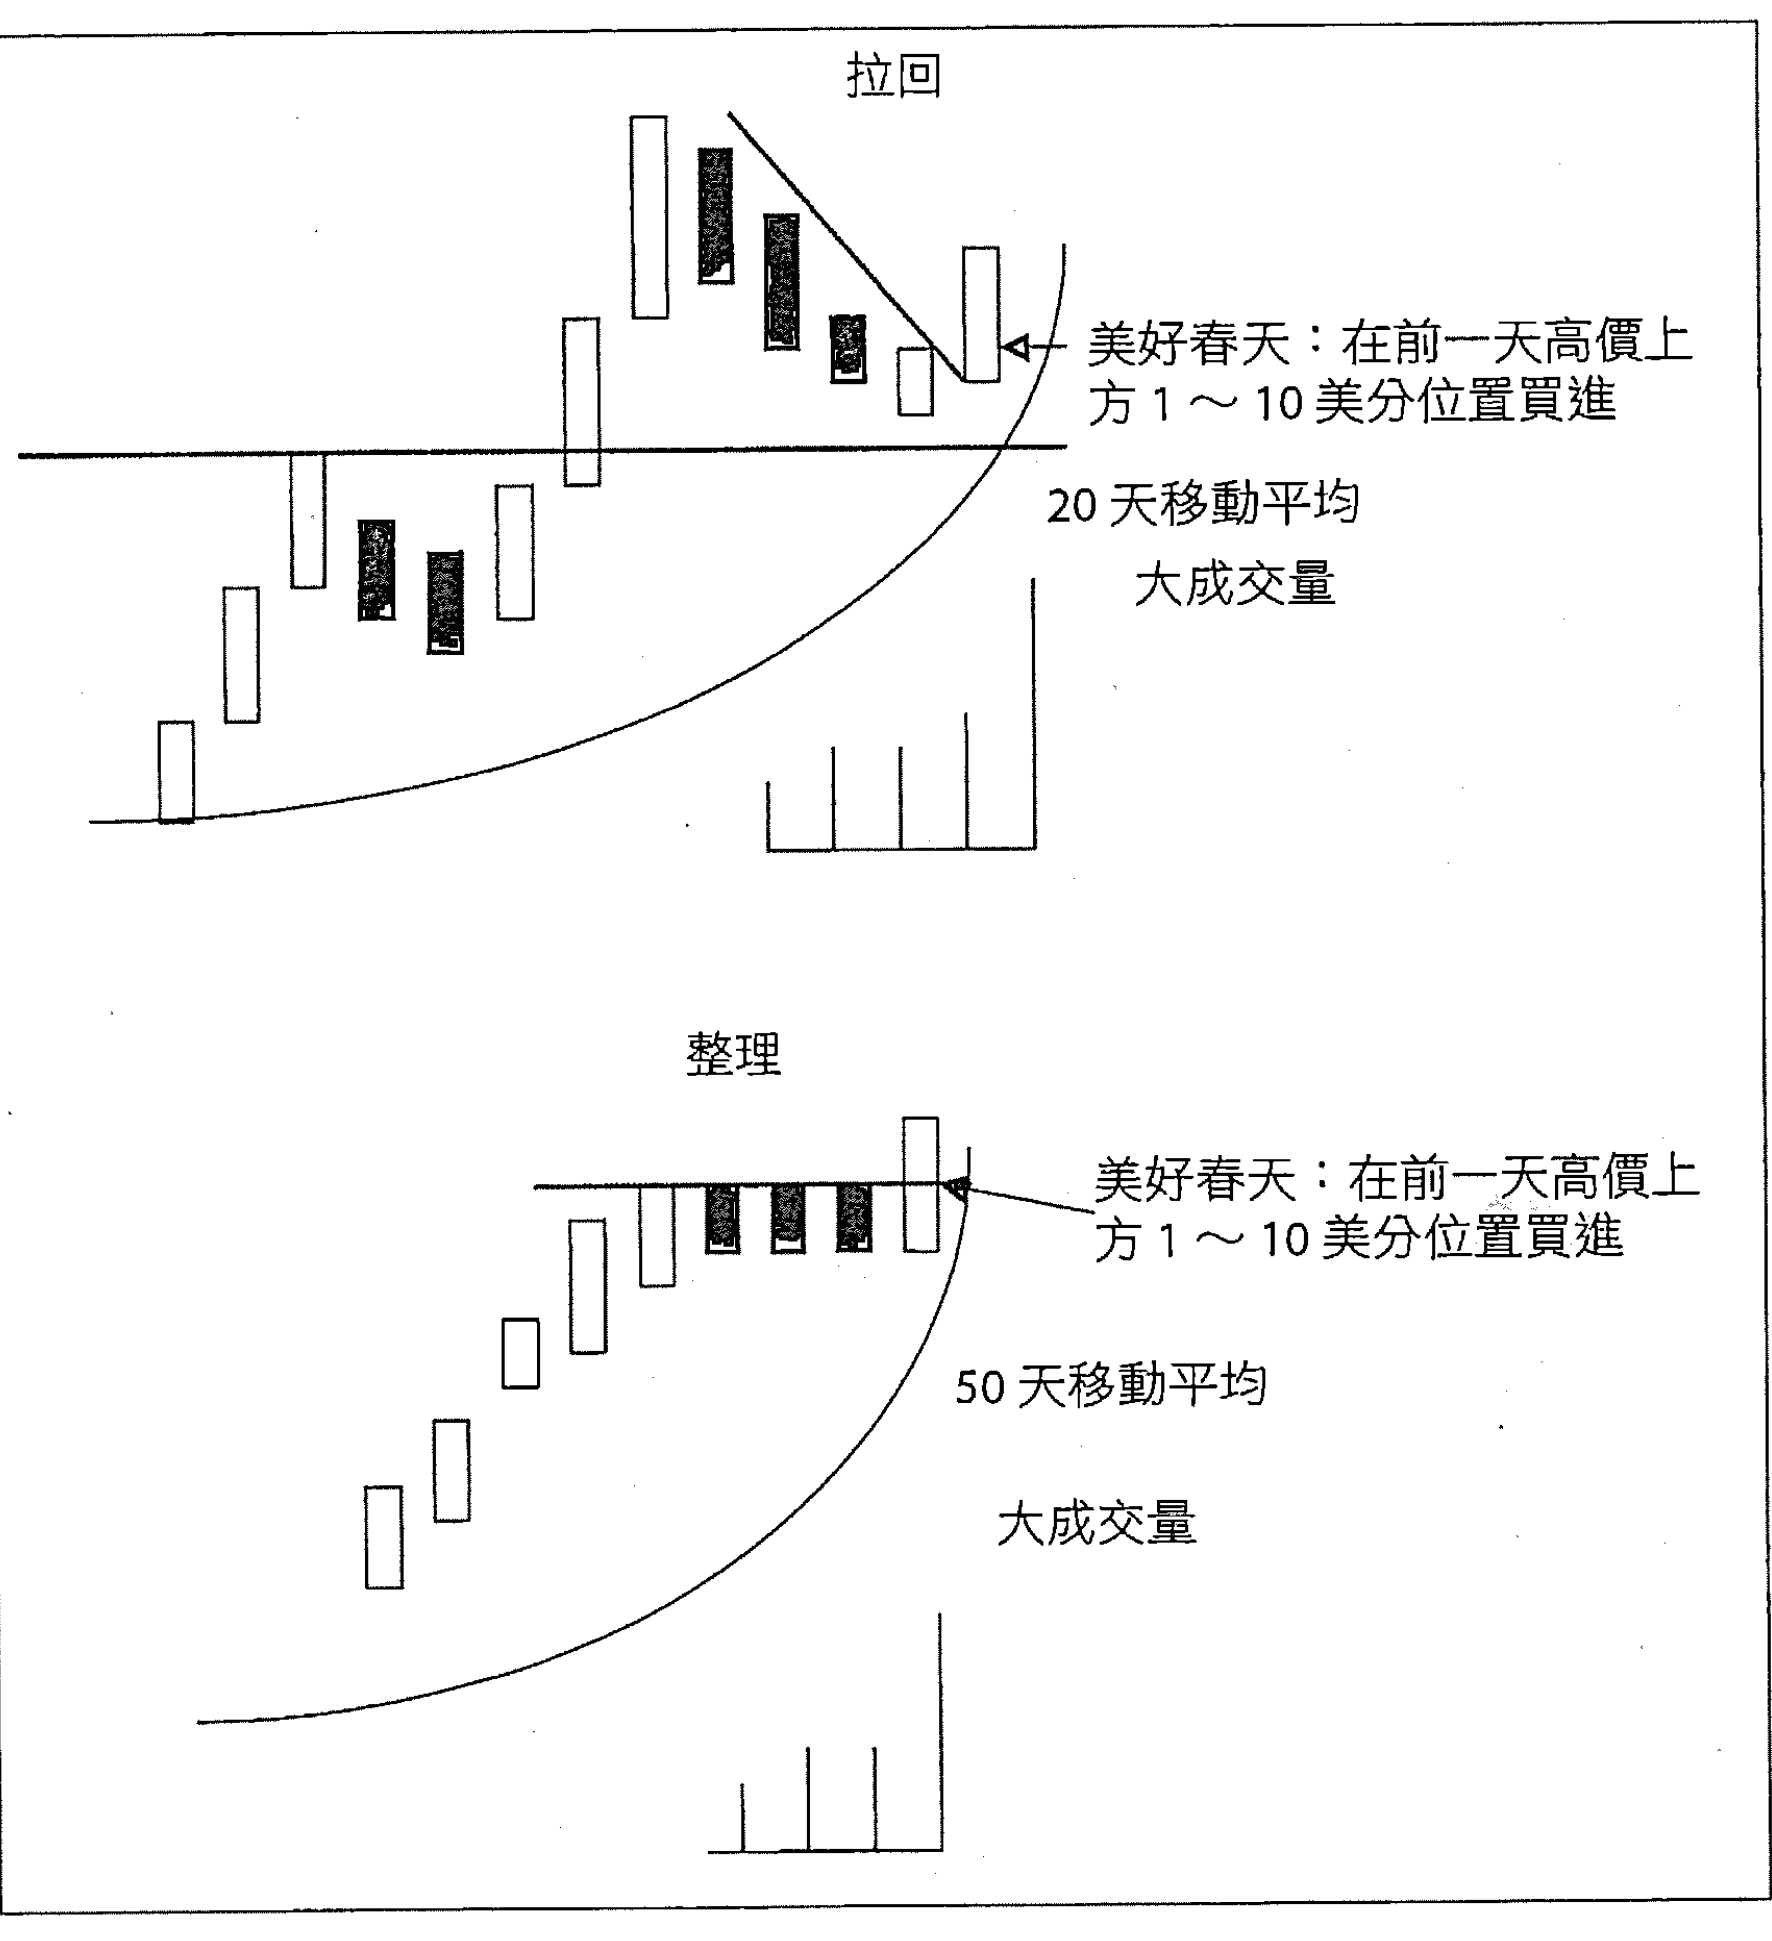 拉回
美好春天：在前一天高價上
方 1 ～ 10 美分位置買進
20 天移動平均
大成交量
整理
美好春天：在前一天高價上
方 1 ～ 10 美分位置買進
50 天移動平均
大成交量